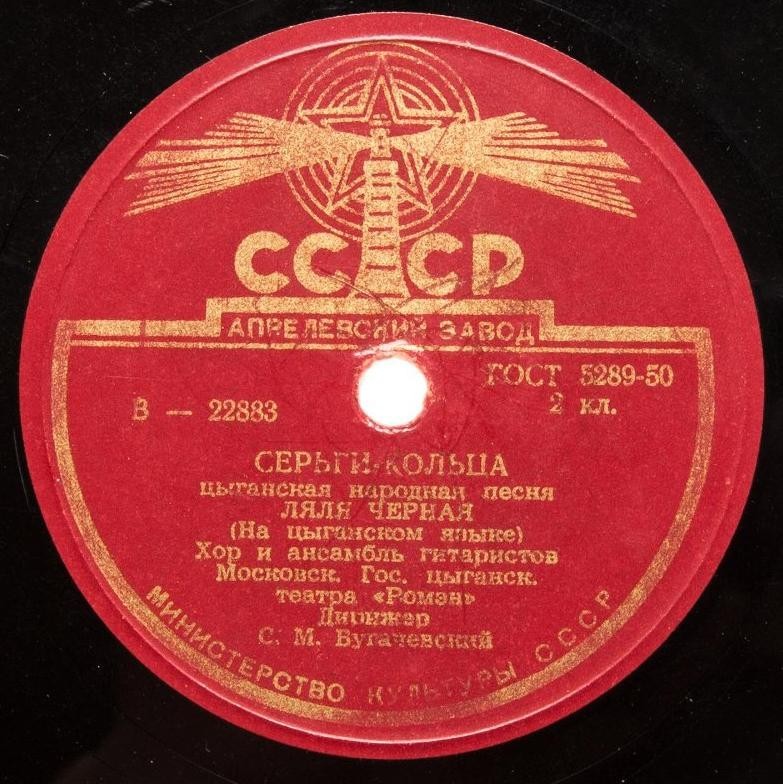 СССР
АПРЕЛЕВСКИЙ ЗАВОД
ГОСТ 5289-50
В — 22883
2 кл.
СЕРЬГИ-КОЛЬЦА
цыганская народная песня
ЛЯЛЯ ЧЕРНАЯ
(На цыганском языке)
Хор и ансамбль гитаристов
Московск. Гос. цыганск.
театра «Ромэн»
Дирижер
С. М. Бугачевский
МИНИСТЕРСТВО КУЛЬТУРЫ СССР